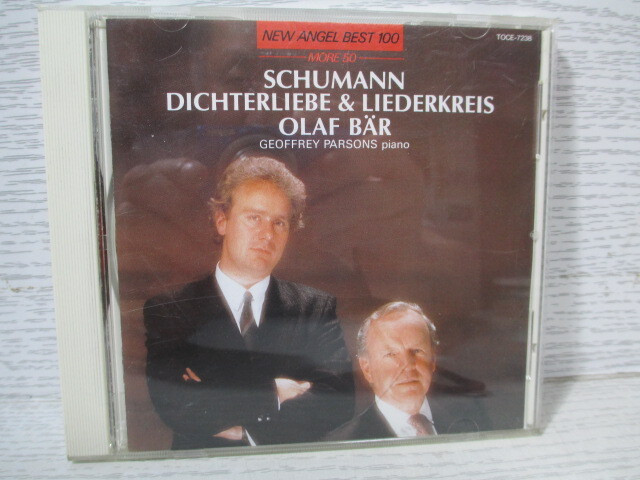 NEW ANGEL BEST 100
TOCE-7238
MORE 50
SCHUMANN
DICHTERLIEBE & LIEDERKREIS
OLAF BÄR
GEOFFREY PARSONS piano